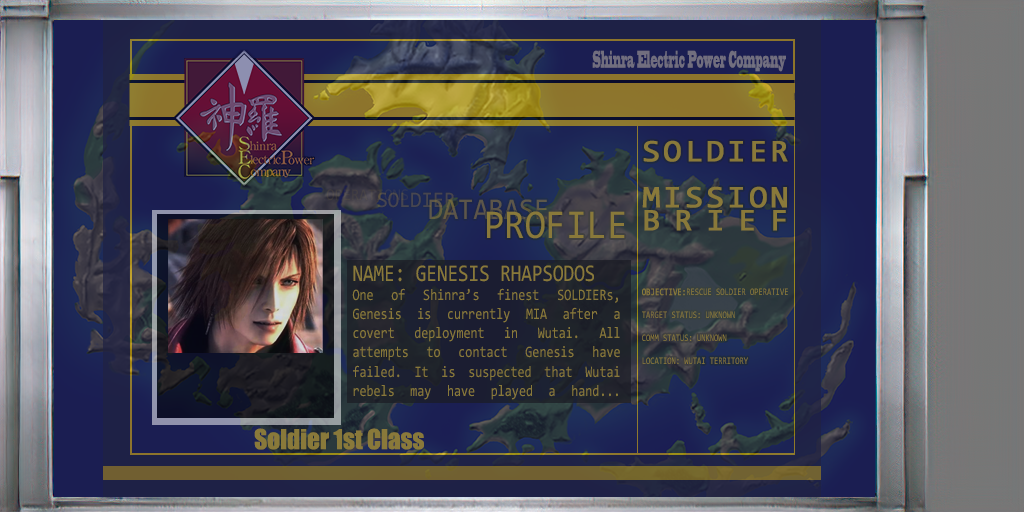 Shinra Electric Power Company
神羅
Shinra
Electric Power
Company
SOLDIER
DATABASE
PROFILE
NAME: GENESIS RHAPSODOS
One of Shinra's finest SOLDIERs,
Genesis is currently MIA after a
covert deployment in Wutai. All
attempts to contact Genesis have
failed. It is suspected that Wutai
rebels may have played a hand...
Soldier 1st Class
SOLDIER
MISSION
BRIEF
OBJECTIVE:RESCUE SOLDIER OPERATIVE
TARGET STATUS: UNKNOWN
COMM STATUS: UNKNOWN
LOCATION: WUTAI TERRITORY